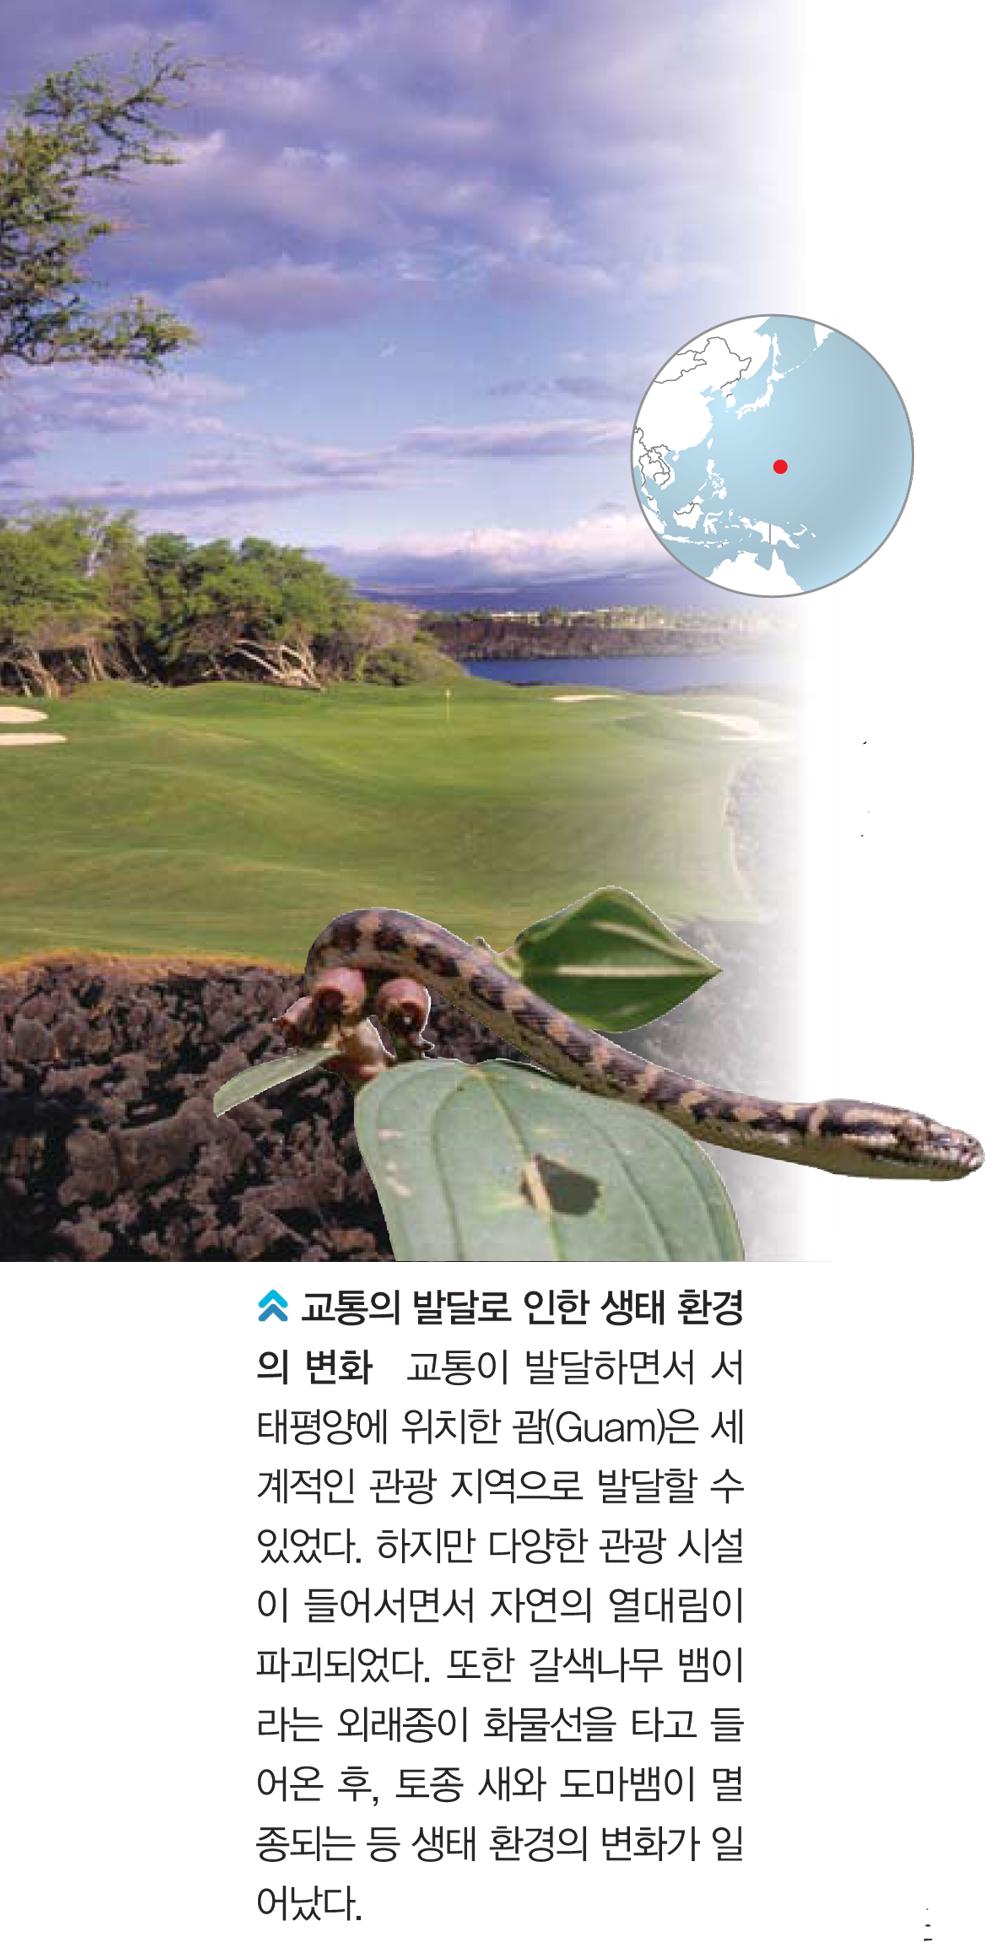 교통의 발달로 인한 생태 환경
의 변화 교통이 발달하면서 서
태평양에 위치한 괌(Guam)은 세
계적인 관광 지역으로 발달할 수
있었다. 하지만 다양한 관광 시설
이 들어서면서 자연의 열대림이
파괴되었다. 또한 갈색나무 뱀이
라는 외래종이 화물선을 타고 들
어온 후, 토종 새와 도마뱀이 멸
종되는 등 생태 환경의 변화가 일
어났다.